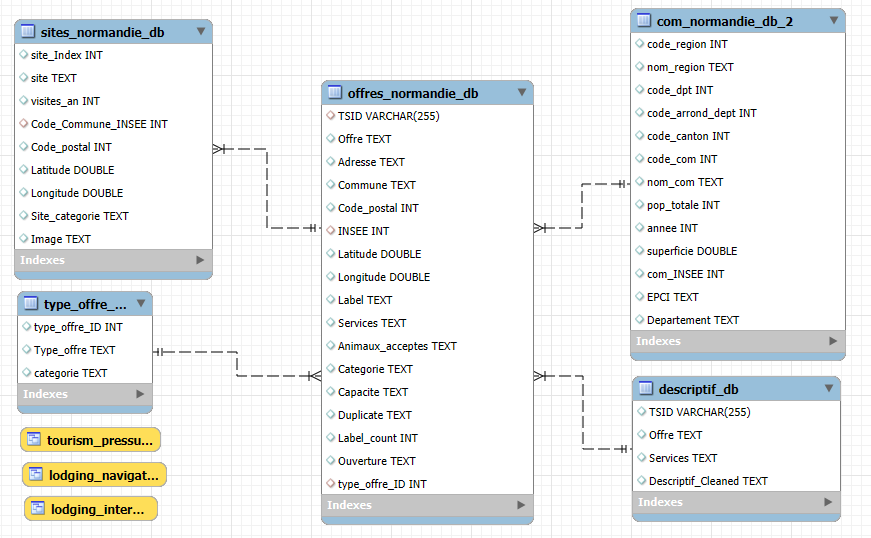 sites_normandie_db
site_Index INT
site TEXT
visites_an INT
Code_Commune_INSEE INT
Code_postal INT
Latitude DOUBLE
Longitude DOUBLE
Site_categorie TEXT
Image TEXT
Indexes
type_offre_...
type_offre_ID INT
Type_offre TEXT
categorie TEXT
Indexes
tourism_pressu...
lodging_navigat...
lodging_inter...
offres_normandie_db
TSID VARCHAR(255)
Offre TEXT
Adresse TEXT
Commune TEXT
Code_postal INT
INSEE INT
Latitude DOUBLE
Longitude DOUBLE
Label TEXT
Services TEXT
Animaux_acceptes TEXT
Categorie TEXT
Capacite TEXT
Duplicate TEXT
Label_count INT
Ouverture TEXT
type_offre_ID INT
Indexes
com_normandie_db_2
code_region INT
nom_region TEXT
code_dpt INT
code_arrond_dept INT
code_canton INT
code_com INT
nom_com TEXT
pop_totale INT
annee INT
superficie DOUBLE
com_INSEE INT
EPCI TEXT
Departement TEXT
Indexes
descriptif_db
TSID VARCHAR(255)
Offre TEXT
Services TEXT
Descriptif_Cleaned TEXT
Indexes